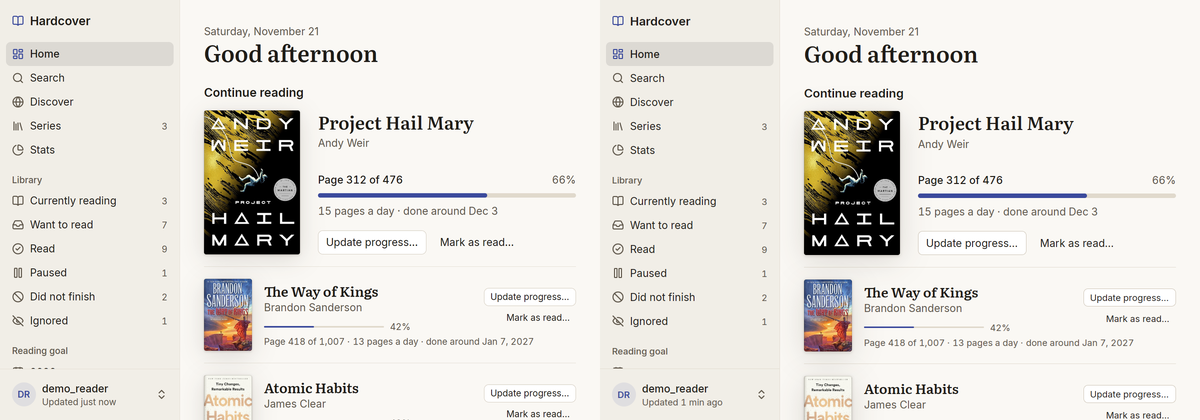 Hardcover
Home
Search
Discover
Series 3
Stats
Library
Currently reading 3
Want to read 7
Read 9
Paused 1
Did not finish 2
Ignored 1
Reading goal
DR
demo_reader
Updated just now
Saturday, November 21
Good afternoon
Continue reading
ANDY
WEIR
PROJECT
HAIL
MARY
Project Hail Mary
Andy Weir
Page 312 of 476 66%
15 pages a day · done around Dec 3
Update progress...
Mark as read...
BRANDON
SANDERSON
The Way of Kings
Brandon Sanderson
42%
Page 418 of 1,007 · 13 pages a day · done around Jan 7, 2027
Update progress...
Mark as read...
Tiny Changes,
Remarkable Results
Atomic
Habits
Atomic Habits
James Clear
Update progress...
Mark as read...
Hardcover
Home
Search
Discover
Series 3
Stats
Library
Currently reading 3
Want to read 7
Read 9
Paused 1
Did not finish 2
Ignored 1
Reading goal
DR
demo_reader
Updated 1 min ago
Saturday, November 21
Good afternoon
Continue reading
ANDY
WEIR
PROJECT
HAIL
MARY
Project Hail Mary
Andy Weir
Page 312 of 476 66%
15 pages a day · done around Dec 3
Update progress...
Mark as read...
BRANDON
SANDERSON
The Way of Kings
Brandon Sanderson
42%
Page 418 of 1,007 · 13 pages a day · done around Jan 7, 2027
Update progress...
Mark as read...
Tiny Changes,
Remarkable Results
Atomic
Habits
Atomic Habits
James Clear
Update progress...
Mark as read...